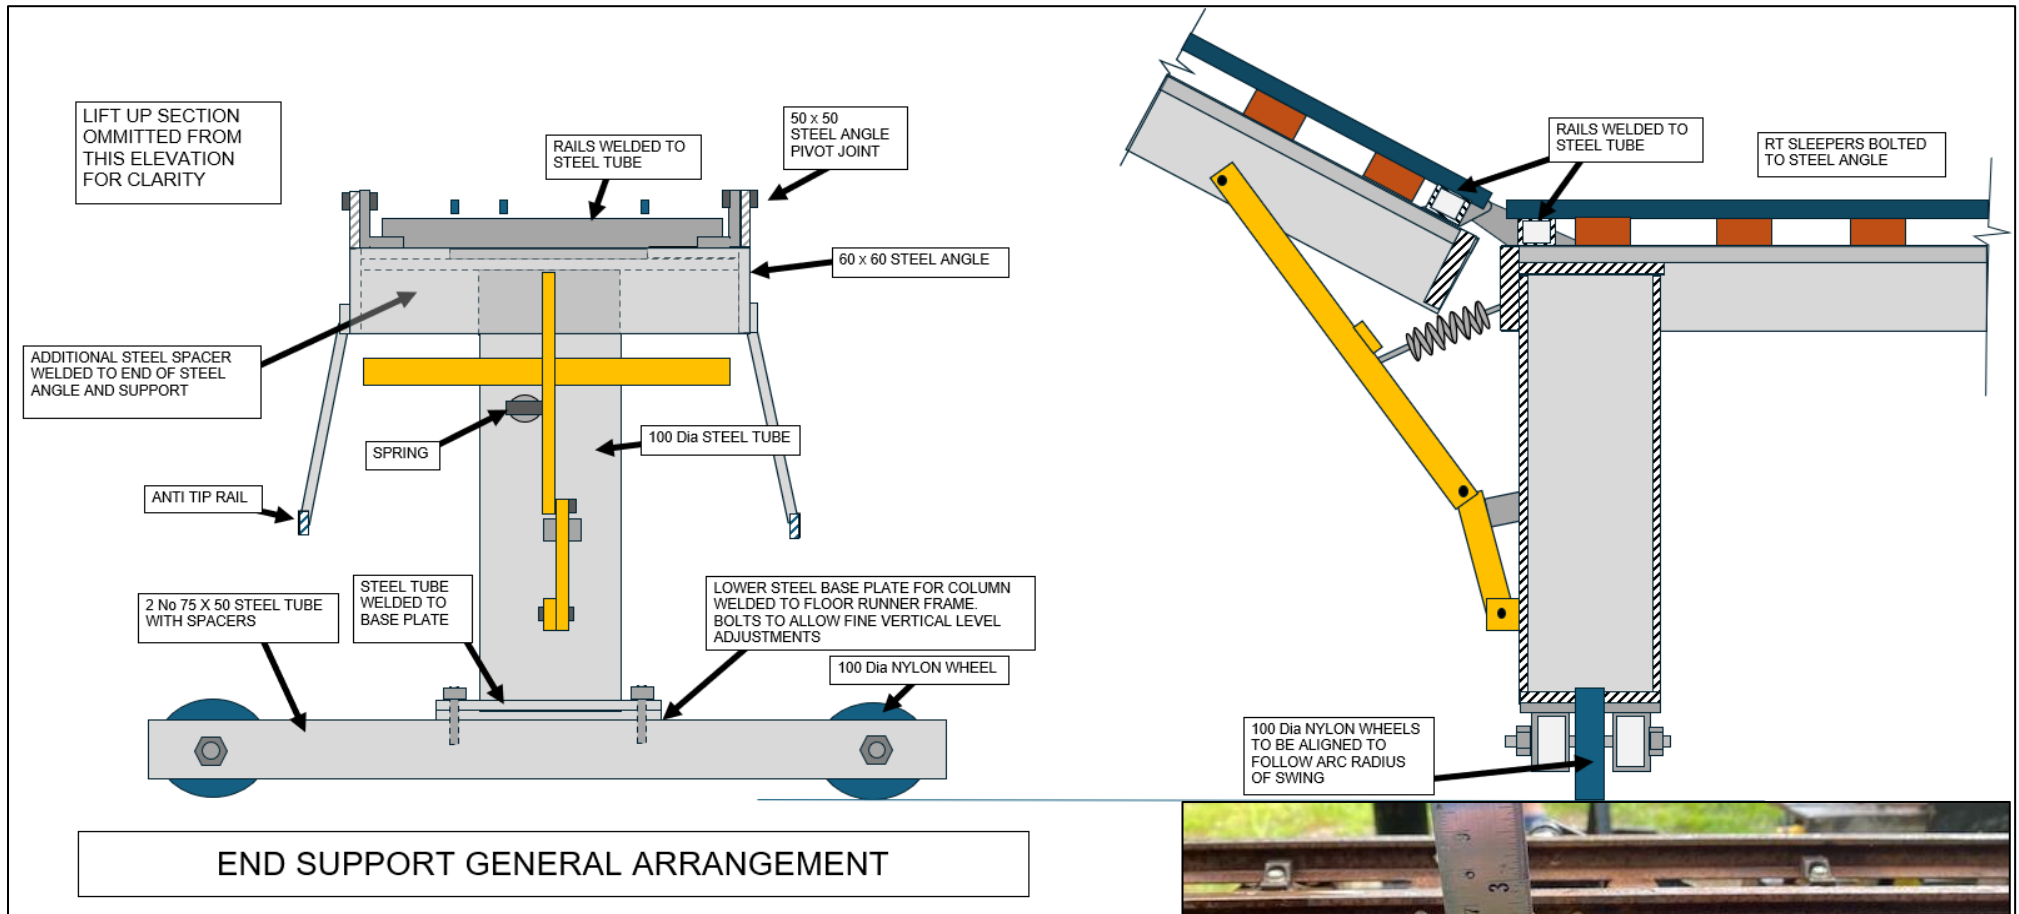 LIFT UP SECTION
OMMITTED FROM
THIS ELEVATION
FOR CLARITY
RAILS WELDED TO
STEEL TUBE
50 x 50
STEEL ANGLE
PIVOT JOINT
60 x 60 STEEL ANGLE
ADDITIONAL STEEL SPACER
WELDED TO END OF STEEL
ANGLE AND SUPPORT
SPRING
100 Dia STEEL TUBE
ANTI TIP RAIL
2 No 75 X 50 STEEL TUBE
WITH SPACERS
STEEL TUBE
WELDED TO
BASE PLATE
LOWER STEEL BASE PLATE FOR COLUMN
WELDED TO FLOOR RUNNER FRAME.
BOLTS TO ALLOW FINE VERTICAL LEVEL
ADJUSTMENTS
100 Dia NYLON WHEEL
RAILS WELDED TO
STEEL TUBE
RT SLEEPERS BOLTED
TO STEEL ANGLE
100 Dia NYLON WHEELS
TO BE ALIGNED TO
FOLLOW ARC RADIUS
OF SWING
END SUPPORT GENERAL ARRANGEMENT
3